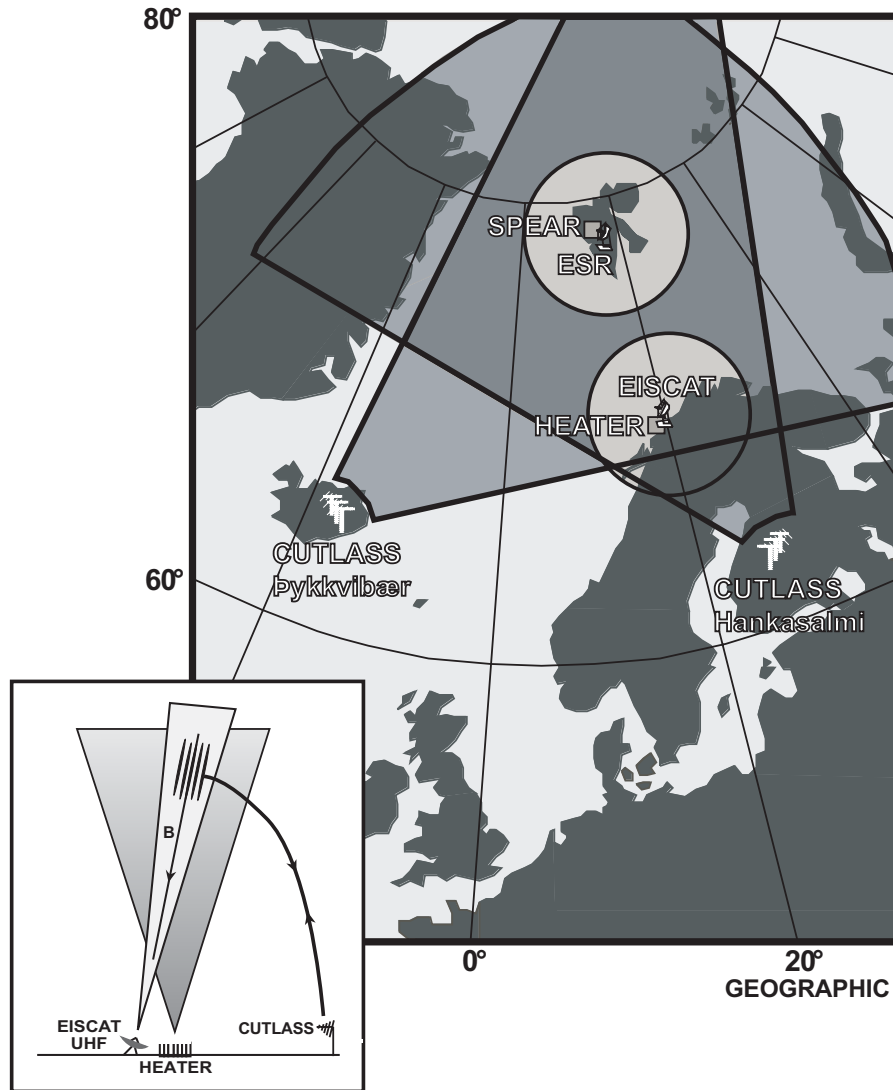 80°
SPEAR
ESR
EISCAT
HEATER
CUTLASS
Þykkvibær
CUTLASS
Hankasalmi
60°
0°
20°
GEOGRAPHIC
B
EISCAT
UHF
HEATER
CUTLASS